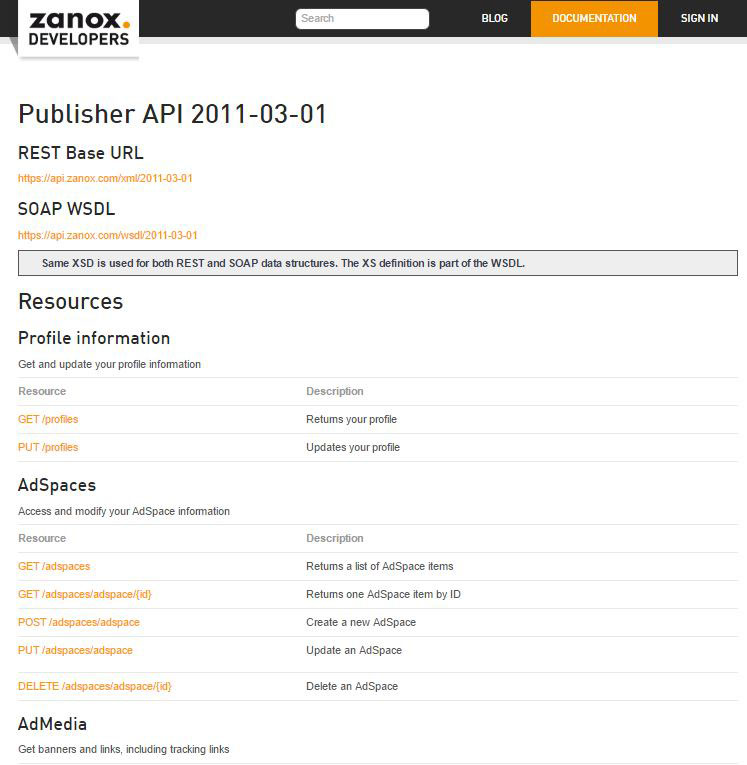 zanox.
DEVELOPERS
Search
BLOG
DOCUMENTATION
SIGN IN
Publisher API 2011-03-01
REST Base URL
https://api.zanox.com/xml/2011-03-01
SOAP WSDL
https://api.zanox.com/wsdl/2011-03-01
Same XSD is used for both REST and SOAP data structures. The XS definition is part of the WSDL.
Resources
Profile information
Get and update your profile information
Resource Description
GET /profiles Returns your profile
PUT /profiles Updates your profile
AdSpaces
Access and modify your AdSpace information
Resource Description
GET /adspaces Returns a list of AdSpace items
GET /adspaces/adspace/{id} Returns one AdSpace item by ID
POST /adspaces/adspace Create a new AdSpace
PUT /adspaces/adspace Update an AdSpace
DELETE /adspaces/adspace/{id} Delete an AdSpace
AdMedia
Get banners and links, including tracking links